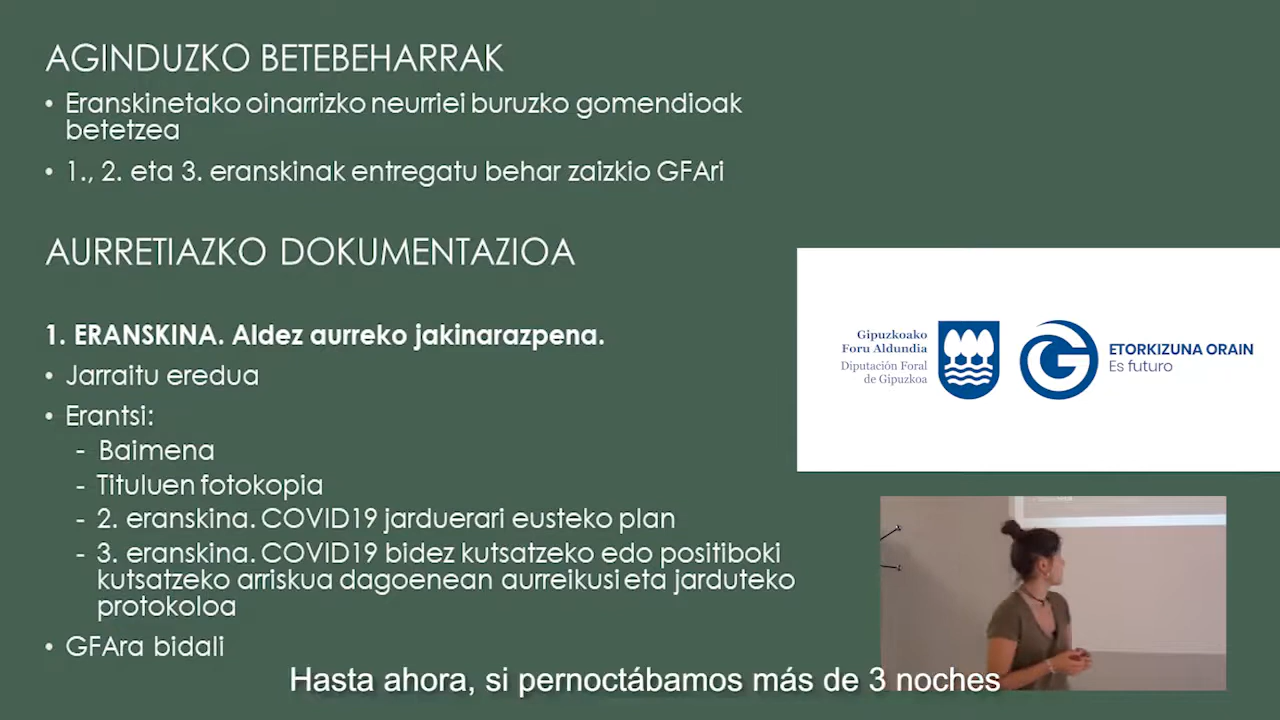 AGINDUZKO BETEBEHARRAK
• Eranskinetako oinarrizko neurriei buruzko gomendioak
betetzea
• 1., 2. eta 3. eranskinak entregatu behar zaizkio GFAri
AURRETIAZKO DOKUMENTAZIOA
1. ERANSKINA. Aldez aurreko jakinarazpena.
• Jarraitu eredua
• Erantsi:
- Baimena
- Tituluen fotokopia
- 2. eranskina. COVID19 jarduerari eusteko plan
- 3. eranskina. COVID19 bidez kutsatzeko edo positiboki
kutsatzeko arriskua dagoenean aurreikusi eta jarduteko
protokoloa
• GFAra bidali
Gipuzkoako
Foru Aldundia
Diputación Foral
de Gipuzkoa
ETORKIZUNA ORAIN
Es futuro
Hasta ahora, si pernoctábamos más de 3 noches